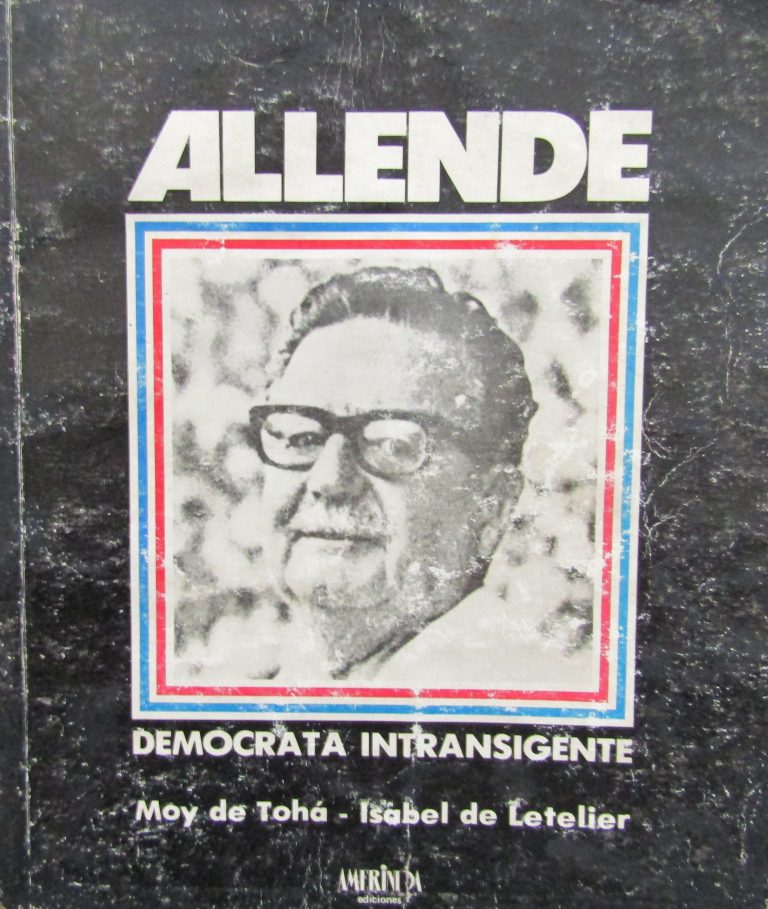 ALLENDE
DEMOCRATA INTRANSIGENTE
Moy de Tohá - Isabel de Letelier
AMERINDA
ediciones